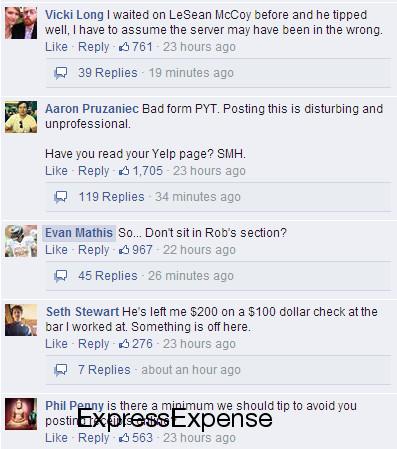 Vicki Long I waited on LeSean McCoy before and he tipped
well, I have to assume the server may have been in the wrong.
Like · Reply · 761 · 23 hours ago
39 Replies · 19 minutes ago
Aaron Pruzaniec Bad form PYT. Posting this is disturbing and
unprofessional.
Have you read your Yelp page? SMH.
Like · Reply · 1,705 · 23 hours ago
119 Replies · 34 minutes ago
Evan Mathis So... Don't sit in Rob's section?
Like · Reply · 967 · 22 hours ago
45 Replies · 26 minutes ago
Seth Stewart He's left me $200 on a $100 dollar check at the
bar I worked at. Something is off here.
Like · Reply · 276 · 23 hours ago
7 Replies · about an hour ago
Phil Penny is there a minimum we should tip to avoid you
posting receipts online
ExpressExpense
Like · Reply · 563 · 23 hours ago